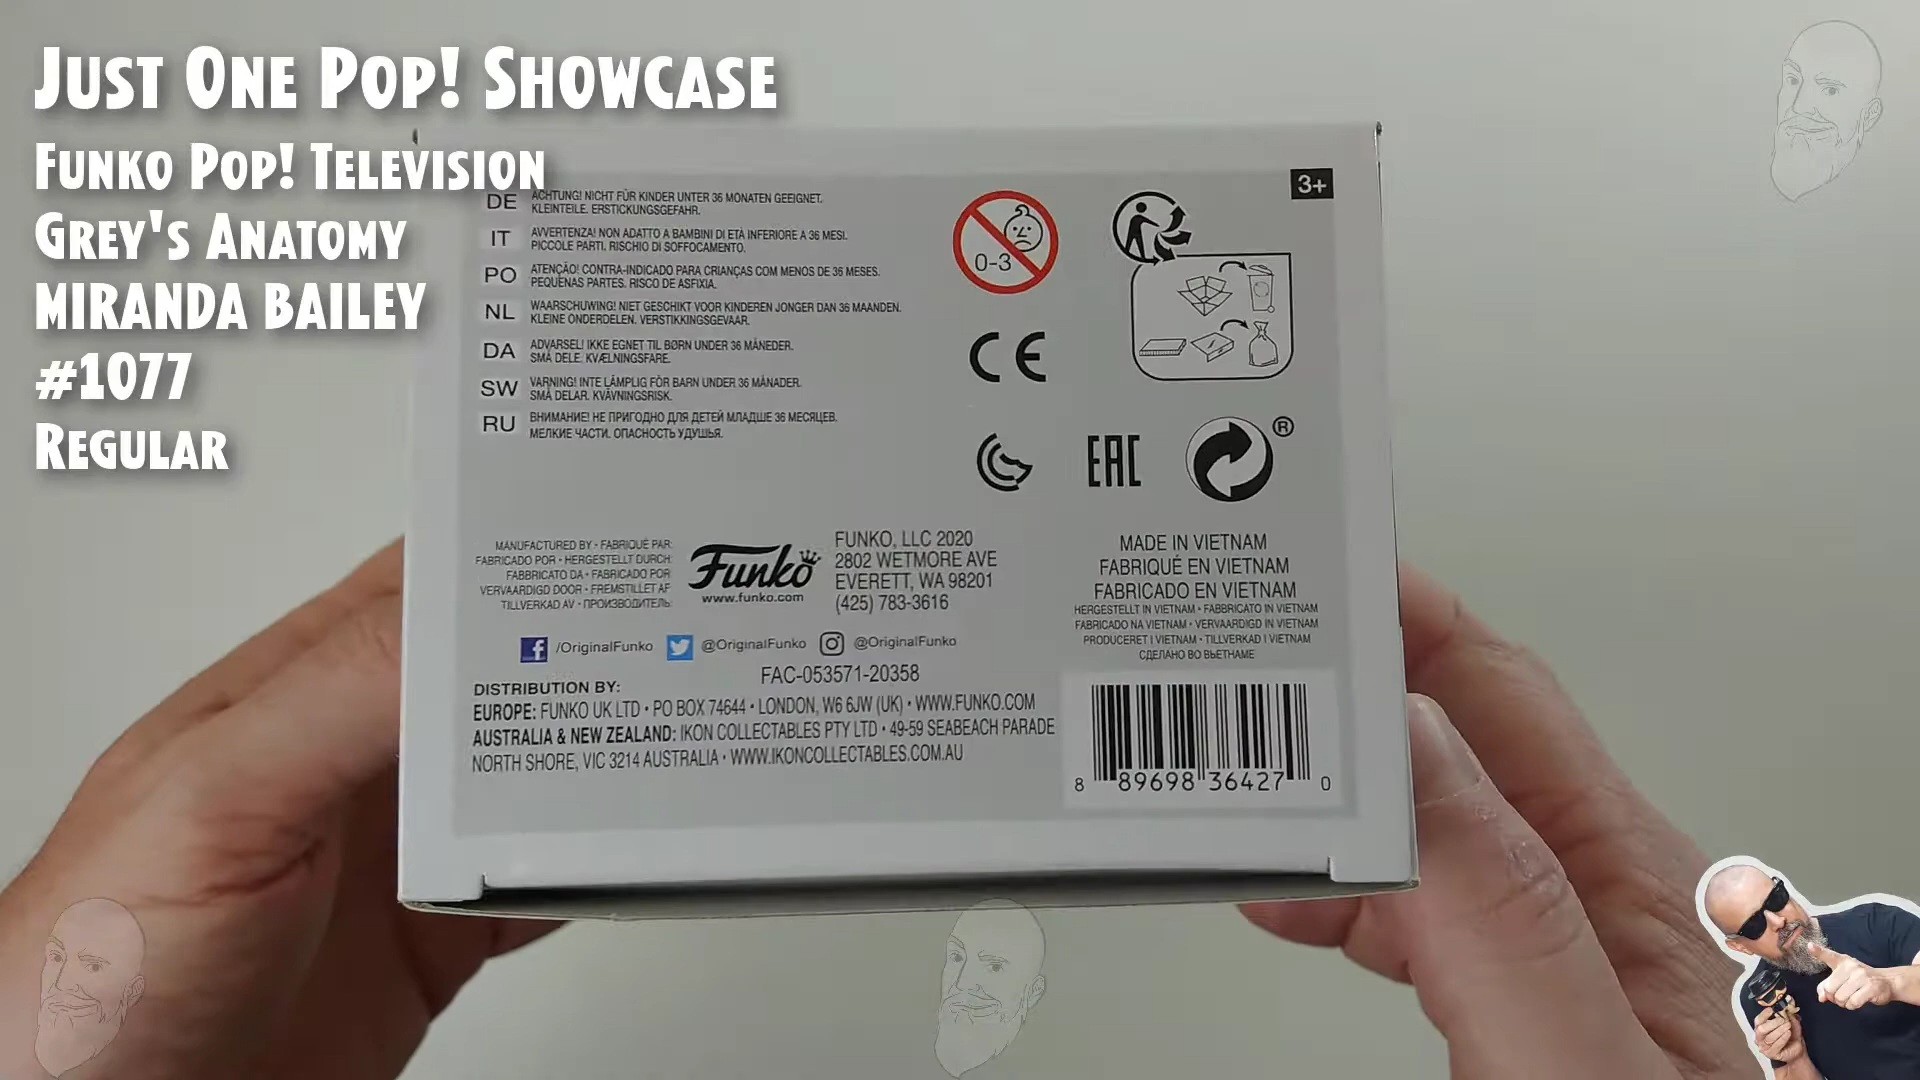 Just One Pop! Showcase
Funko Pop! Television
Grey's Anatomy
MIRANDA BAILEY
#1077
Regular
DE ACHTUNG! NICHT FÜR KINDER UNTER 36 MONATEN GEEIGNET.
KLEINTEILE. ERSTICKUNGSGEFAHR.
IT AVVERTENZA! NON ADATTO A BAMBINI DI ETÀ INFERIORE A 36 MESI.
PICCOLE PARTI. RISCHIO DI SOFFOCAMENTO.
PO ATENÇÃO! CONTRA-INDICADO PARA CRIANÇAS COM MENOS DE 36 MESES.
PEQUENAS PARTES. RISCO DE ASFIXIA.
NL WAARSCHUWING! NIET GESCHIKT VOOR KINDEREN JONGER DAN 36 MAANDEN.
KLEINE ONDERDELEN. VERSTIKKINGSGEVAAR.
DA ADVARSEL! IKKE EGNET TIL BØRN UNDER 36 MÅNEDER.
SMÅ DELE. KVÆLNINGSFARE.
SW VARNING! INTE LÄMPLIG FÖR BARN UNDER 36 MÅNADER.
SMÅ DELAR. KVÄVNINGSRISK.
RU ВНИМАНИЕ! НЕ ПРИГОДНО ДЛЯ ДЕТЕЙ МЛАДШЕ 36 МЕСЯЦЕВ.
МЕЛКИЕ ЧАСТИ. ОПАСНОСТЬ УДУШЬЯ.
0-3
3+
CE
EAC
®
MANUFACTURED BY • FABRIQUÉ PAR:
FABRICADO POR • HERGESTELLT DURCH:
FABBRICATO DA • FABRICADO POR
VERVAARDIGD DOOR • FREMSTILLET AF
TILLVERKAD AV • ПРОИЗВОДИТЕЛЬ:
Funko
www.funko.com
FUNKO, LLC 2020
2802 WETMORE AVE
EVERETT, WA 98201
(425) 783-3616
MADE IN VIETNAM
FABRIQUÉ EN VIETNAM
FABRICADO EN VIETNAM
HERGESTELLT IN VIETNAM • FABBRICATO IN VIETNAM
FABRICADO NA VIETNAM • VERVAARDIGD IN VIETNAM
PRODUCERET I VIETNAM • TILLVERKAD I VIETNAM
СДЕЛАНО ВО ВЬЕТНАМЕ
/OriginalFunko @OriginalFunko @OriginalFunko
FAC-053571-20358
DISTRIBUTION BY:
EUROPE: FUNKO UK LTD • PO BOX 74644 • LONDON, W6 6JW (UK) • WWW.FUNKO.COM
AUSTRALIA & NEW ZEALAND: IKON COLLECTABLES PTY LTD • 49-59 SEABEACH PARADE
NORTH SHORE, VIC 3214 AUSTRALIA • WWW.IKONCOLLECTABLES.COM.AU
8 89698 36427 0